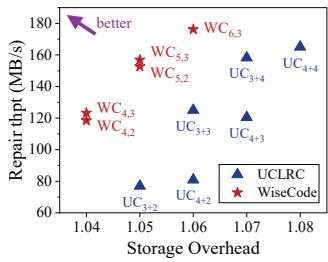 better
WC6,3
WC5,3
WC5,2
WC4,3
WC4,2
UC4+4
UC3+4
UC3+3
UC4+3
UC3+2
UC4+2
UCLRC
WiseCode
180
160
140
120
100
80
60
Repair thpt (MB/s)
1.04 1.05 1.06 1.07 1.08
Storage Overhead